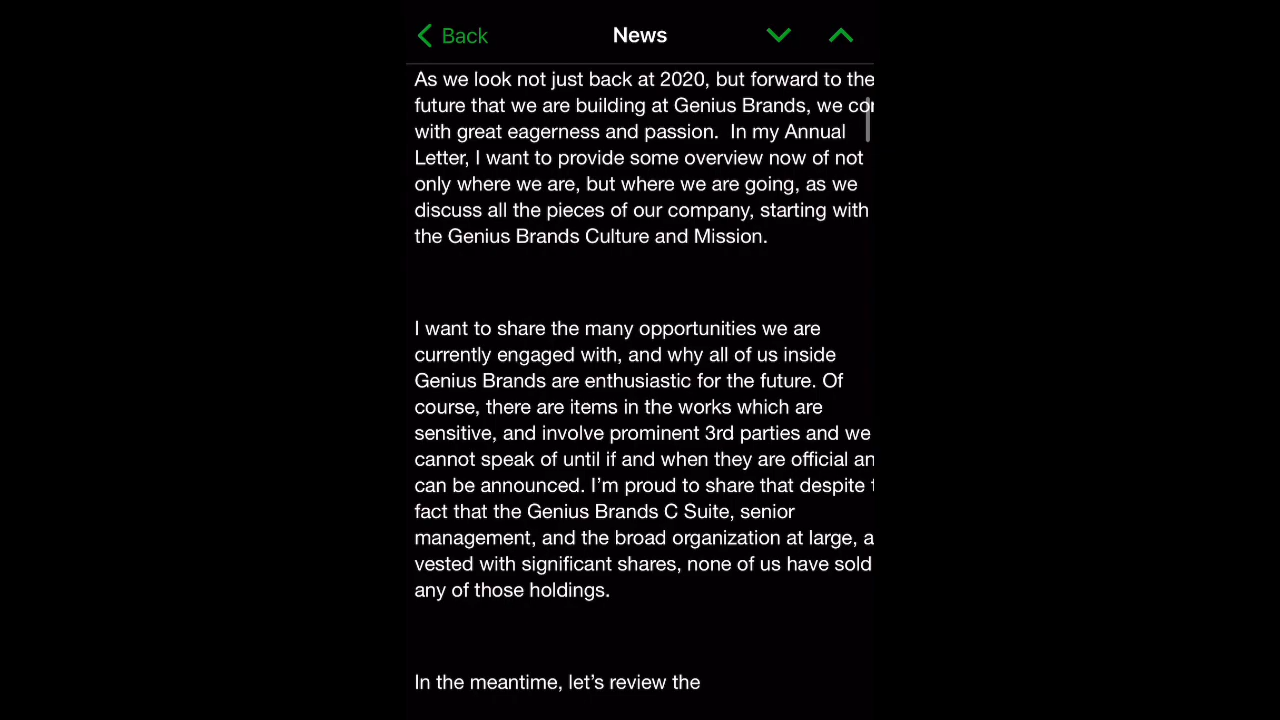 Back
News
As we look not just back at 2020, but forward to the
future that we are building at Genius Brands, we
with great eagerness and passion.  In my Annual
Letter, I want to provide some overview now of not
only where we are, but where we are going, as we
discuss all the pieces of our company, starting with
the Genius Brands Culture and Mission.
I want to share the many opportunities we are
currently engaged with, and why all of us inside
Genius Brands are enthusiastic for the future. Of
course, there are items in the works which are
sensitive, and involve prominent 3rd parties and we
cannot speak of until if and when they are official
can be announced. I’m proud to share that despite
fact that the Genius Brands C Suite, senior
management, and the broad organization at large,
vested with significant shares, none of us have sold
any of those holdings.
In the meantime, let’s review the